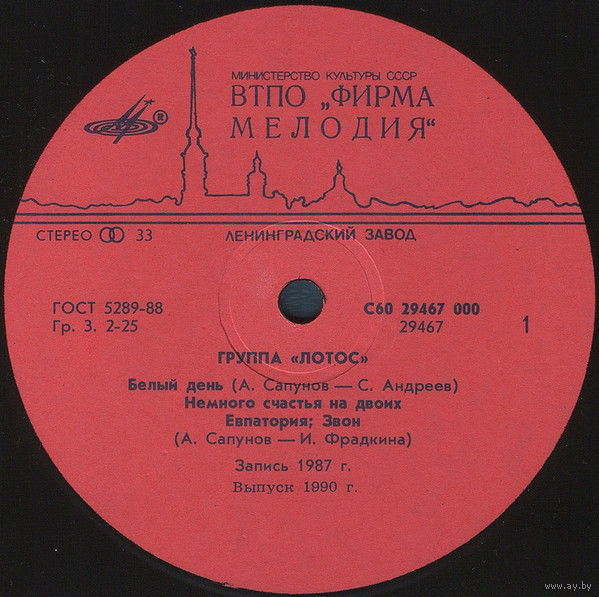 МИНИСТЕРСТВО КУЛЬТУРЫ СССР
ВТПО „ФИРМА
МЕЛОДИЯ“
®
СТЕРЕО 33
ЛЕНИНГРАДСКИЙ ЗАВОД
ГОСТ 5289-88
Гр. 3. 2-25
С60 29467 000
29467
1
ГРУППА «ЛОТОС»
Белый день (А. Сапунов — С. Андреев)
Немного счастья на двоих
Евпатория; Звон
(А. Сапунов — И. Фрадкина)
Запись 1987 г.
Выпуск 1990 г.
www.ay.by